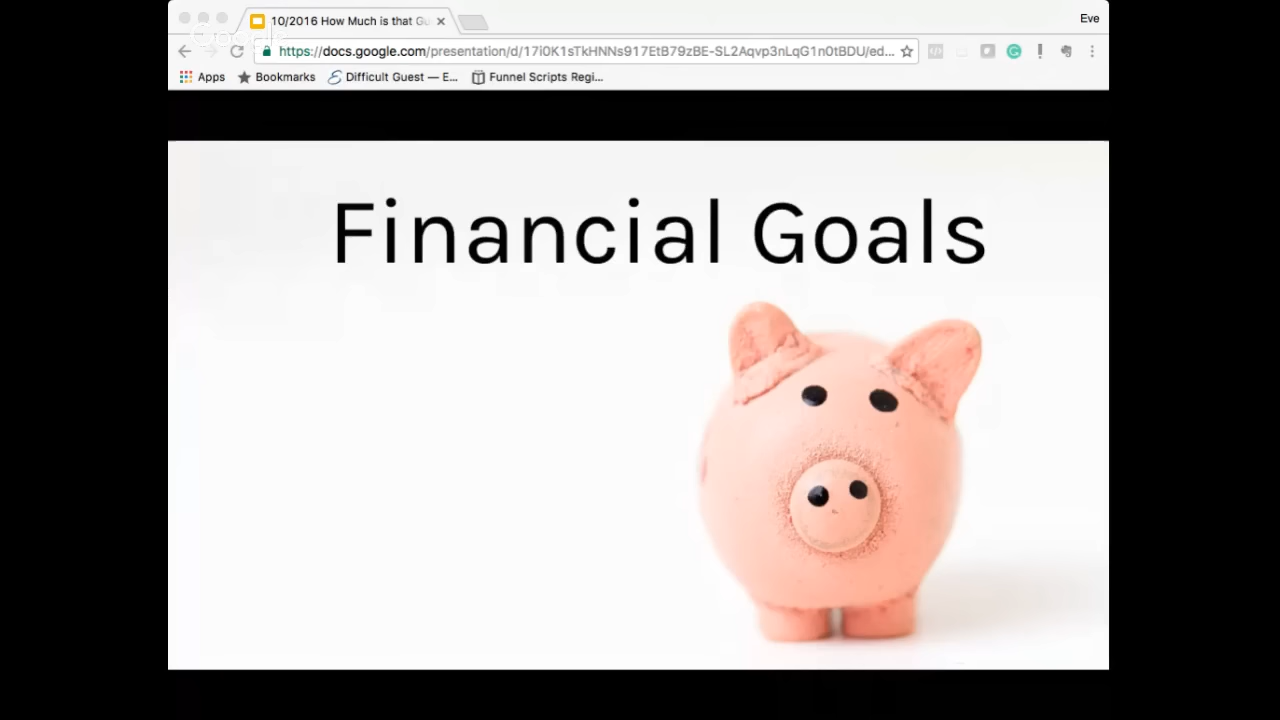 10/2016 How Much is that Gu
Eve
Google
https://docs.google.com/presentation/d/17i0K1sTkHNNs917EtB79zBE-SL2Aqvp3nLqG1n0tBDU/ed...
Apps
Bookmarks
Difficult Guest — E...
Funnel Scripts Regi...
Financial Goals